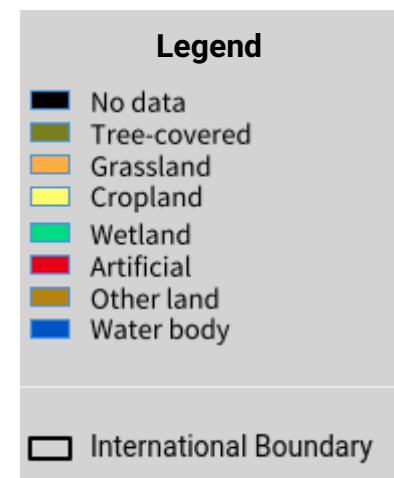 Legend
No data
Tree-covered
Grassland
Cropland
Wetland
Artificial
Other land
Water body
International Boundary